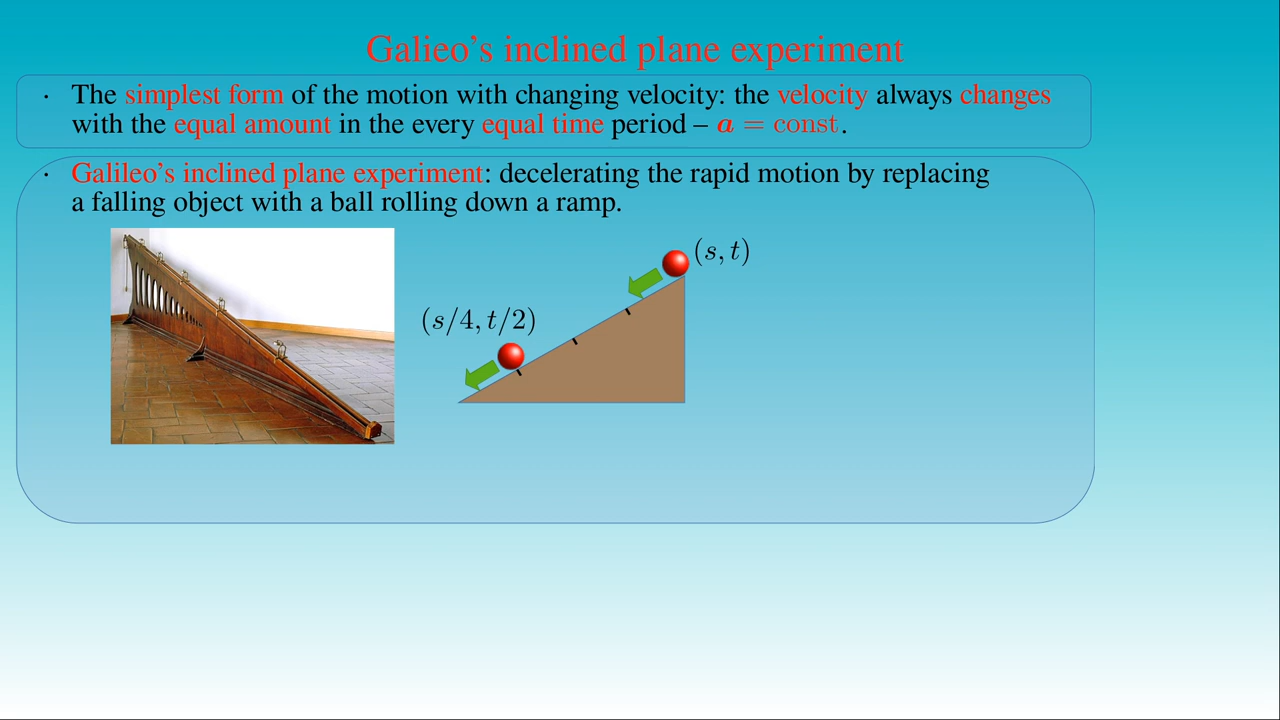 Galieo's inclined plane experiment
· The simplest form of the motion with changing velocity: the velocity always changes
with the equal amount in the every equal time period – a = const.
· Galileo's inclined plane experiment: decelerating the rapid motion by replacing
a falling object with a ball rolling down a ramp.
(s, t)
(s/4, t/2)